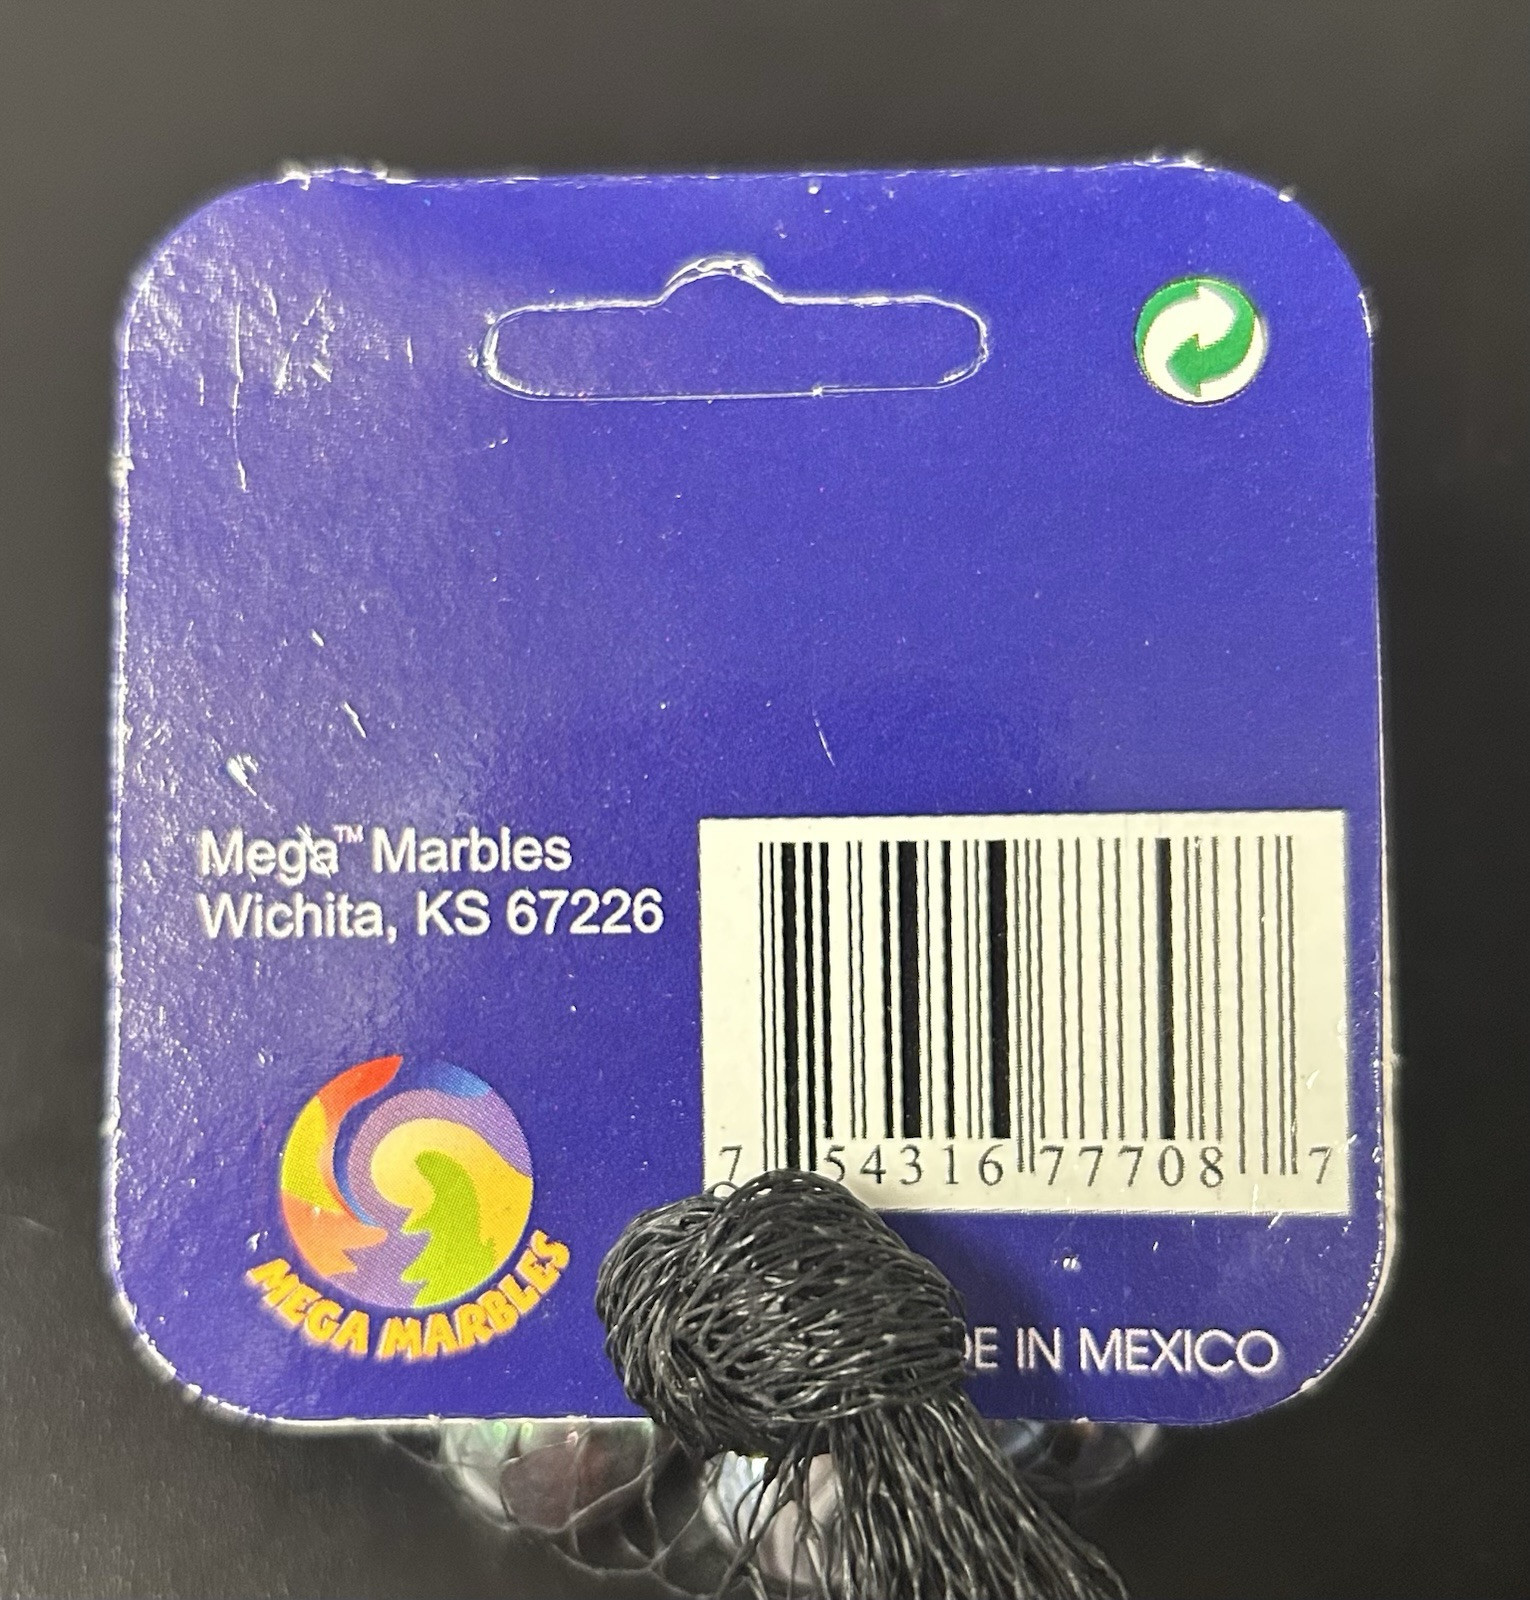 Mega™ Marbles
Wichita, KS 67226
7 54316 77708 7
MEGA MARBLES
IN MEXICO